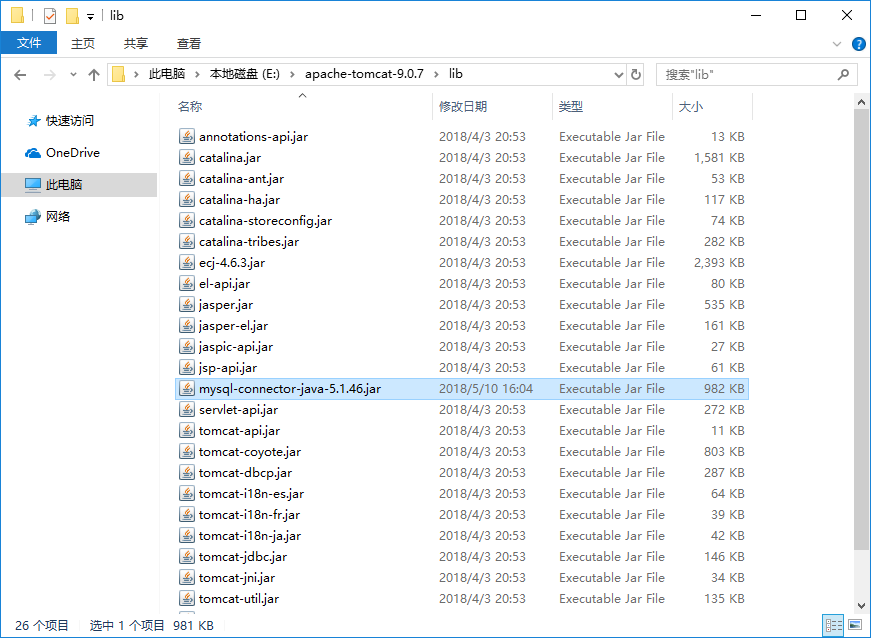 lib
文件 主页 共享 查看
此电脑 本地磁盘 (E:) apache-tomcat-9.0.7 lib 搜索"lib"
名称 修改日期 类型 大小
快速访问
OneDrive
此电脑
网络
annotations-api.jar 2018/4/3 20:53 Executable Jar File 13 KB
catalina.jar 2018/4/3 20:53 Executable Jar File 1,581 KB
catalina-ant.jar 2018/4/3 20:53 Executable Jar File 53 KB
catalina-ha.jar 2018/4/3 20:53 Executable Jar File 117 KB
catalina-storeconfig.jar 2018/4/3 20:53 Executable Jar File 74 KB
catalina-tribes.jar 2018/4/3 20:53 Executable Jar File 282 KB
ecj-4.6.3.jar 2018/4/3 20:53 Executable Jar File 2,393 KB
el-api.jar 2018/4/3 20:53 Executable Jar File 80 KB
jasper.jar 2018/4/3 20:53 Executable Jar File 535 KB
jasper-el.jar 2018/4/3 20:53 Executable Jar File 161 KB
jaspic-api.jar 2018/4/3 20:53 Executable Jar File 27 KB
jsp-api.jar 2018/4/3 20:53 Executable Jar File 61 KB
mysql-connector-java-5.1.46.jar 2018/5/10 16:04 Executable Jar File 982 KB
servlet-api.jar 2018/4/3 20:53 Executable Jar File 272 KB
tomcat-api.jar 2018/4/3 20:53 Executable Jar File 11 KB
tomcat-coyote.jar 2018/4/3 20:53 Executable Jar File 803 KB
tomcat-dbcp.jar 2018/4/3 20:53 Executable Jar File 287 KB
tomcat-i18n-es.jar 2018/4/3 20:53 Executable Jar File 64 KB
tomcat-i18n-fr.jar 2018/4/3 20:53 Executable Jar File 39 KB
tomcat-i18n-ja.jar 2018/4/3 20:53 Executable Jar File 42 KB
tomcat-jdbc.jar 2018/4/3 20:53 Executable Jar File 146 KB
tomcat-jni.jar 2018/4/3 20:53 Executable Jar File 34 KB
tomcat-util.jar 2018/4/3 20:53 Executable Jar File 135 KB
26 个项目 选中 1 个项目 981 KB